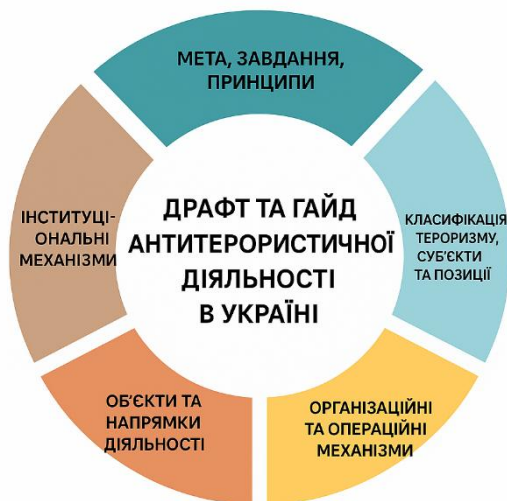 МЕТА, ЗАВДАННЯ,
ПРИНЦИПИ
КЛАСИФІКАЦІЯ
ТЕРОРИЗМУ,
СУБ'ЄКТИ
ТА ПОЗИЦІЇ
ОРГАНІЗАЦІЙНІ
ТА ОПЕРАЦІЙНІ
МЕХАНІЗМИ
ОБ'ЄКТИ ТА
НАПРЯМКИ
ДІЯЛЬНОСТІ
ІНСТИТУЦІ-
ОНАЛЬНІ
МЕХАНІЗМИ
ДРАФТ ТА ГАЙД
АНТИТЕРОРИСТИЧНОЇ
ДІЯЛЬНОСТІ
В УКРАЇНІ